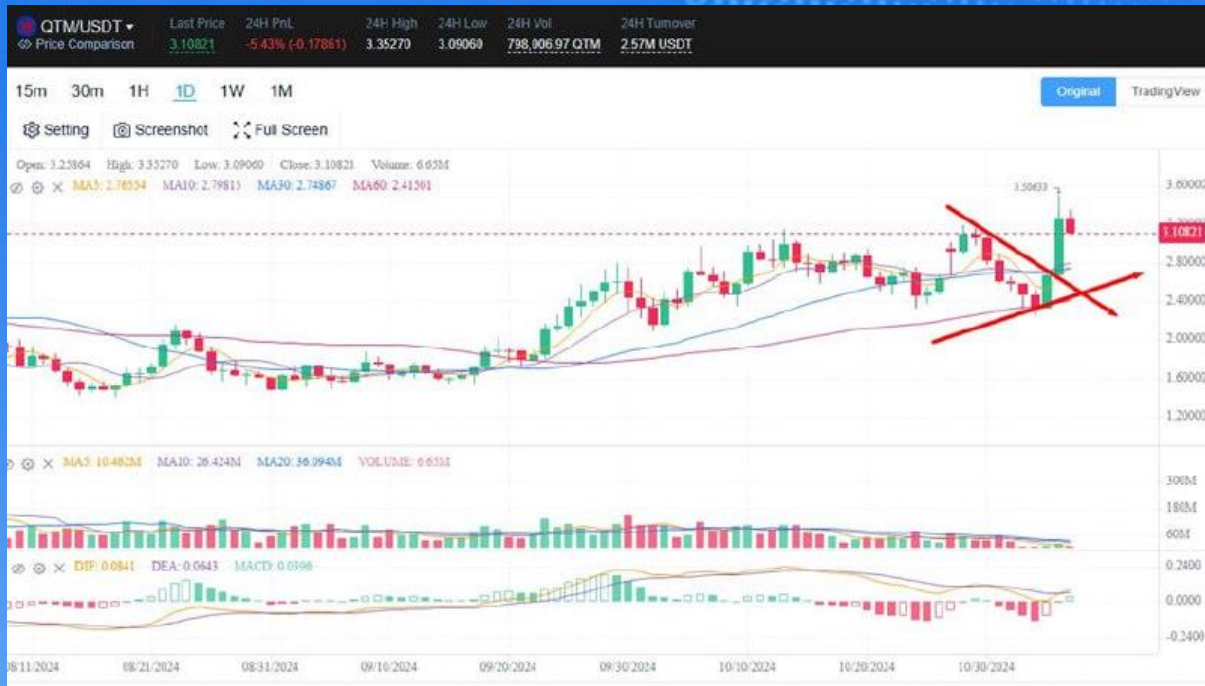 QTM/USDT Last Price 24H PnL 24H High 24H Low 24H Vol 24H Turnover
Price Comparison 3.10821 -5.43% (-0.17861) 3.35270 3.09060 798,006.97 QTM 2.57M USDT
15m 30m 1H 1D 1W 1M Original TradingView
Setting Screenshot Full Screen
Open: 3.25864 High: 3.35270 Low: 3.09060 Close: 3.10821 Volume: 6.65M
MA5: 2.76554 MA10: 2.79815 MA30: 2.74867 MA60: 2.41501
3.50633
3.60000
3.10821
2.80000
2.40000
2.00000
1.60000
1.20000
MA5: 10.462M MA10: 26.424M MA20: 36.094M VOLUME: 6.65M
300M
180M
60M
DIF: 0.0841 DEA: 0.0643 MACD: 0.0396
0.2400
0.0000
-0.2400
08/11/2024 08/21/2024 08/31/2024 09/10/2024 09/20/2024 09/30/2024 10/10/2024 10/20/2024 10/30/2024